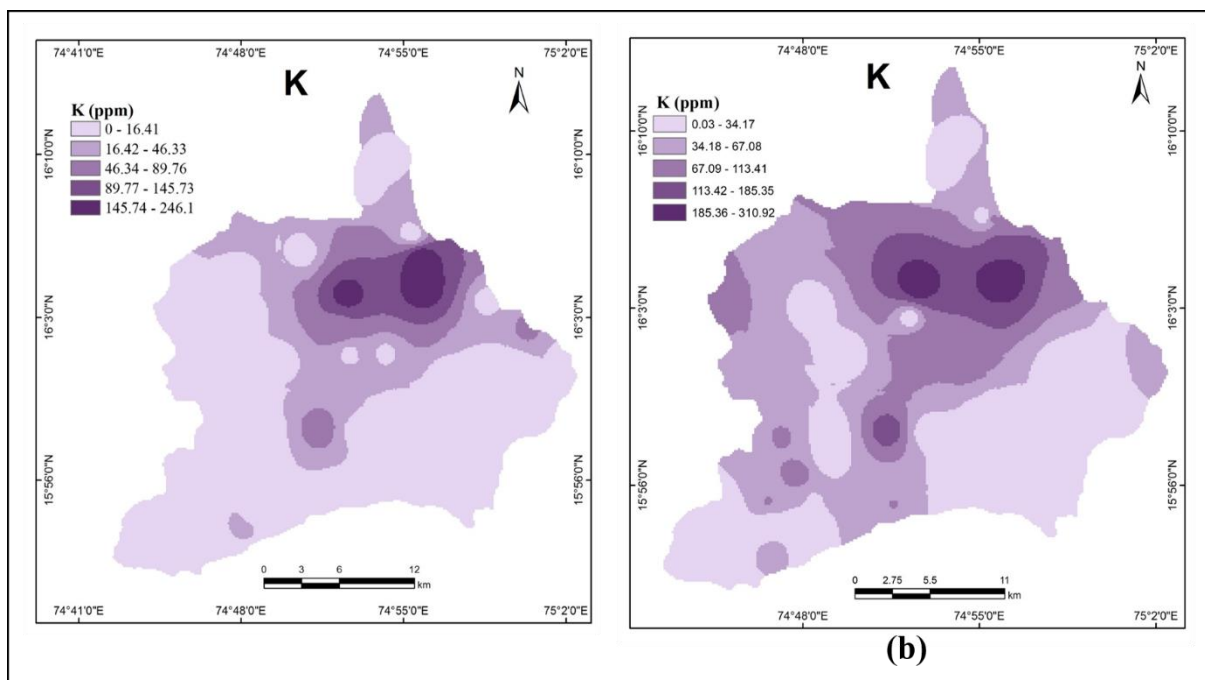 74°41'0"E 74°48'0"E 74°55'0"E 75°2'0"E
K
N
K (ppm)
0 - 16.41
16.42 - 46.33
46.34 - 89.76
89.77 - 145.73
145.74 - 246.1
16°10'0"N 16°10'0"N
16°3'0"N 16°3'0"N
15°56'0"N 15°56'0"N
0 3 6 12
km
74°41'0"E 74°48'0"E 74°55'0"E 75°2'0"E
74°48'0"E 74°55'0"E 75°2'0"E
K
N
K (ppm)
0.03 - 34.17
34.18 - 67.08
67.09 - 113.41
113.42 - 185.35
185.36 - 310.92
16°10'0"N 16°10'0"N
16°3'0"N 16°3'0"N
15°56'0"N 15°56'0"N
0 2.75 5.5 11
km
74°48'0"E 74°55'0"E 75°2'0"E
(b)